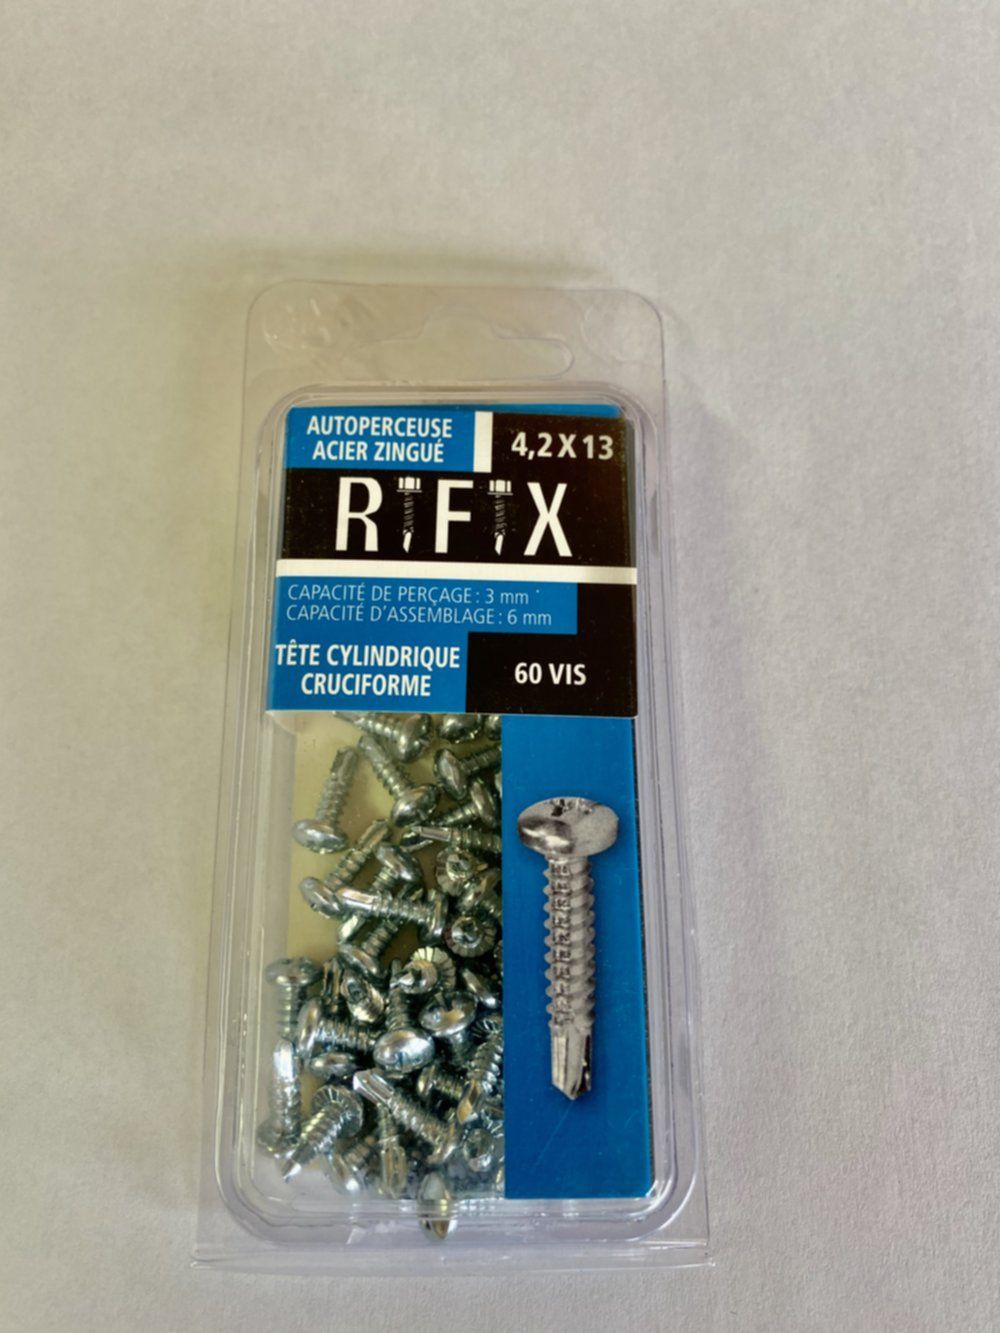 AUTOPERCEUSE
ACIER ZINGUÉ
4,2 X 13
RIFIX
CAPACITÉ DE PERÇAGE : 3 mm
CAPACITÉ D'ASSEMBLAGE : 6 mm
TÊTE CYLINDRIQUE
CRUCIFORME
60 VIS